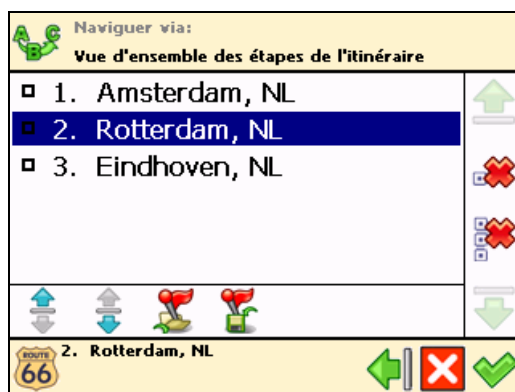 A B C
Naviguer via:
Vue d'ensemble des étapes de l'itinéraire
1. Amsterdam, NL
2. Rotterdam, NL
3. Eindhoven, NL
ROUTE 66
2. Rotterdam, NL